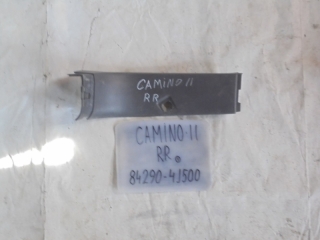 CAMINO II
RR
CAMINO II
RR.
84290-4J500